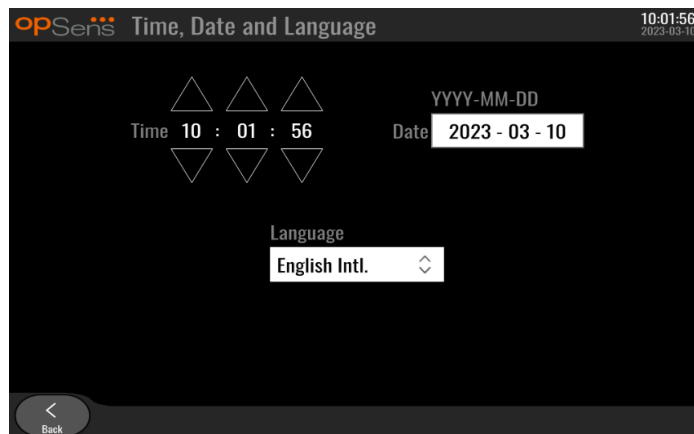 opSens Time, Date and Language 10:01:56
2023-03-10
YYYY-MM-DD
Time 10 : 01 : 56 Date 2023 - 03 - 10
Language
English Intl.
Back